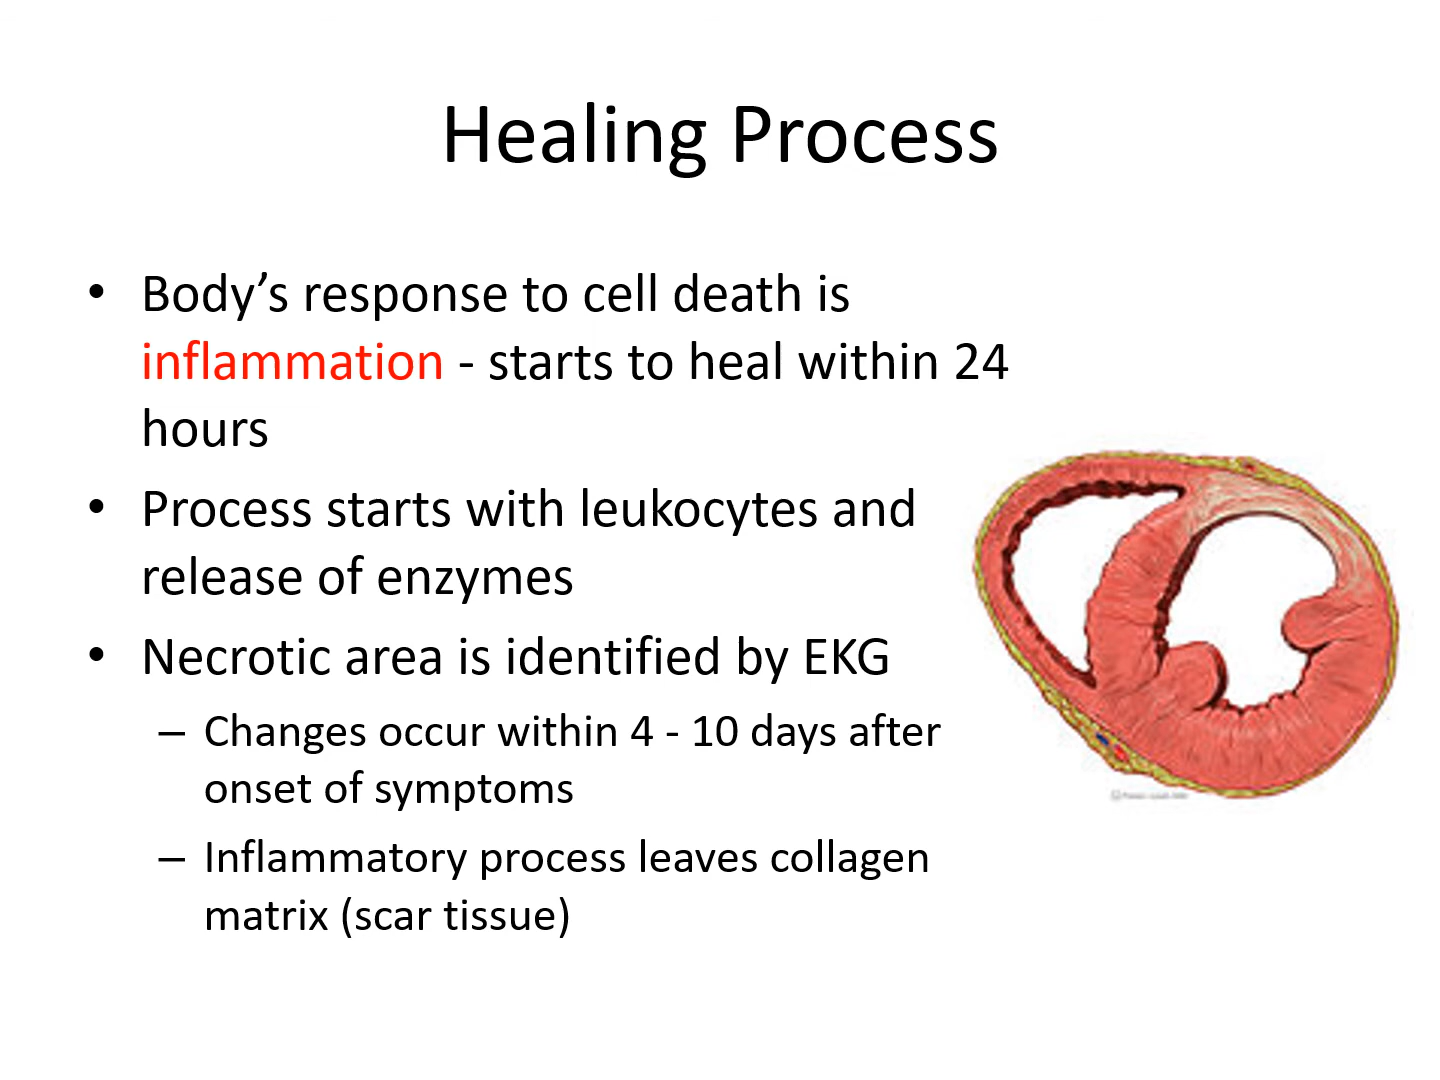 Healing Process
• Body’s response to cell death is
inflammation - starts to heal within 24
hours
• Process starts with leukocytes and
release of enzymes
• Necrotic area is identified by EKG
– Changes occur within 4 - 10 days after
onset of symptoms
– Inflammatory process leaves collagen
matrix (scar tissue)